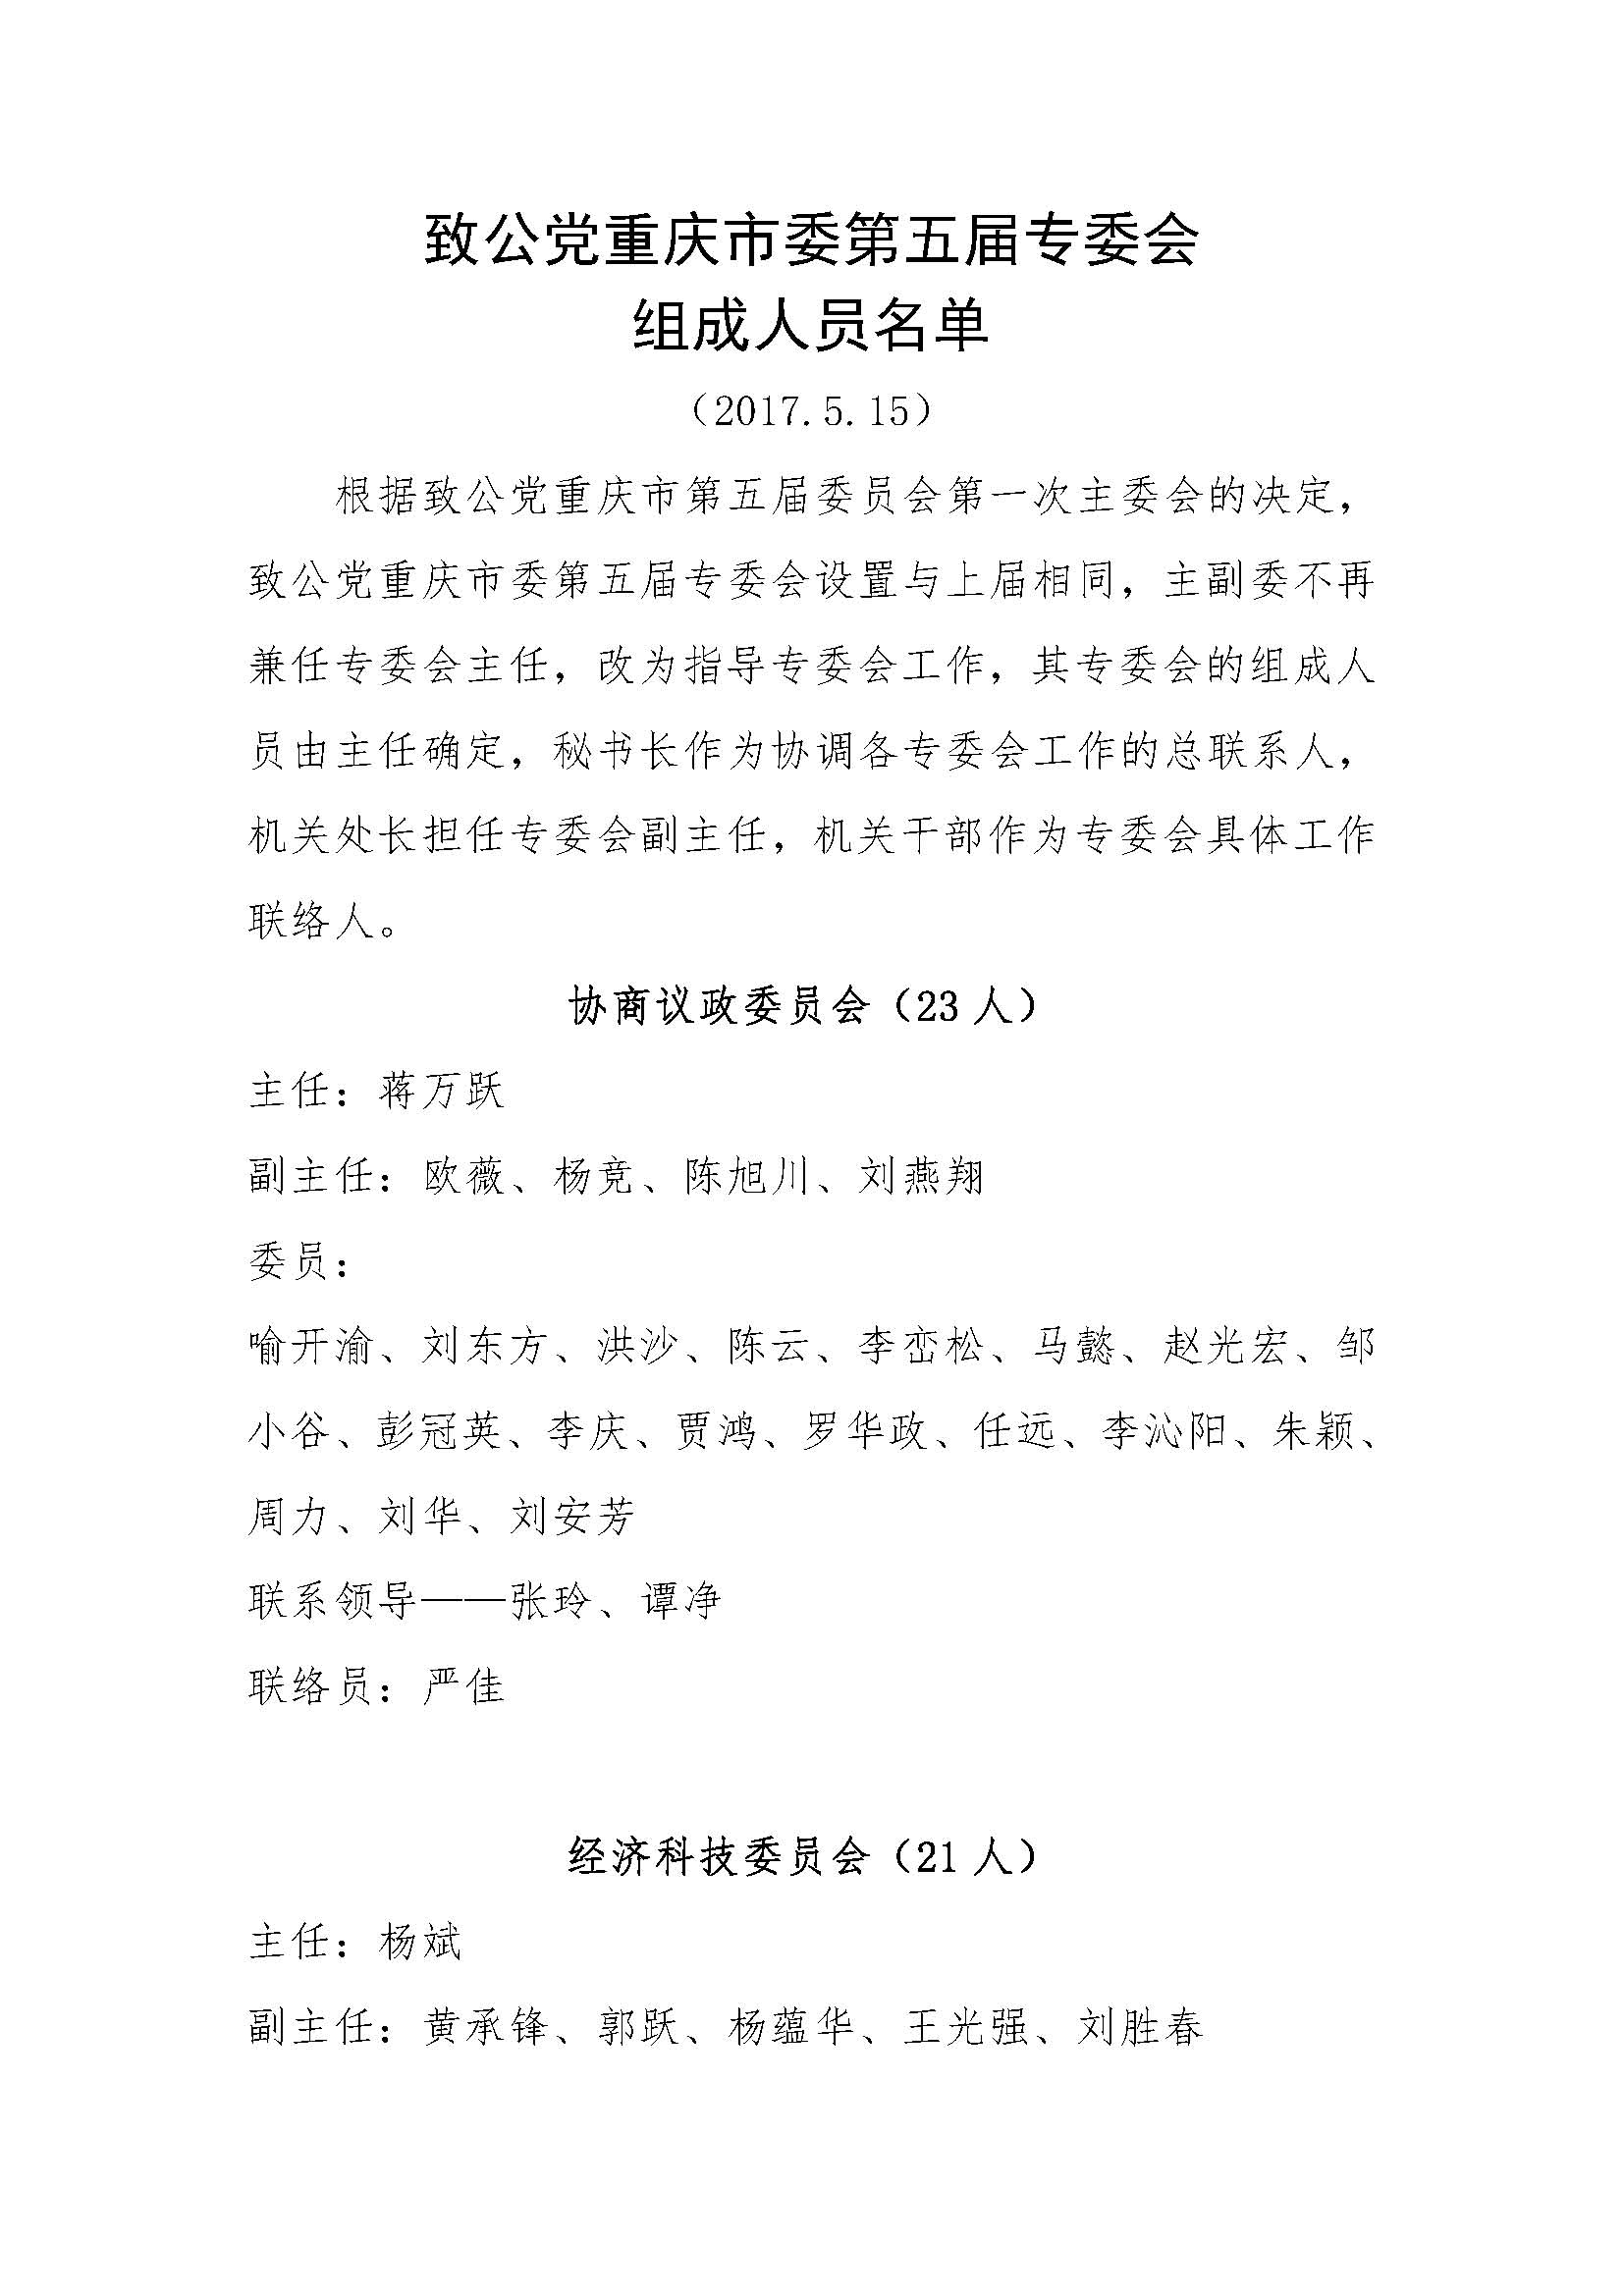 致公党重庆市委第五届专委会
组成人员名单
（2017.5.15）
根据致公党重庆市第五届委员会第一次主委会的决定，
致公党重庆市委第五届专委会设置与上届相同，主副委不再
兼任专委会主任，改为指导专委会工作，其专委会的组成人
员由主任确定，秘书长作为协调各专委会工作的总联系人，
机关处长担任专委会副主任，机关干部作为专委会具体工作
联络人。
协商议政委员会（23 人）
主任：蒋万跃
副主任：欧薇、杨竞、陈旭川、刘燕翔
委员：
喻开渝、刘东方、洪沙、陈云、李峦松、马懿、赵光宏、邹
小谷、彭冠英、李庆、贾鸿、罗华政、任远、李沁阳、朱颖、
周力、刘华、刘安芳
联系领导——张玲、谭净
联络员：严佳
经济科技委员会（21 人）
主任：杨斌
副主任：黄承锋、郭跃、杨蕴华、王光强、刘胜春